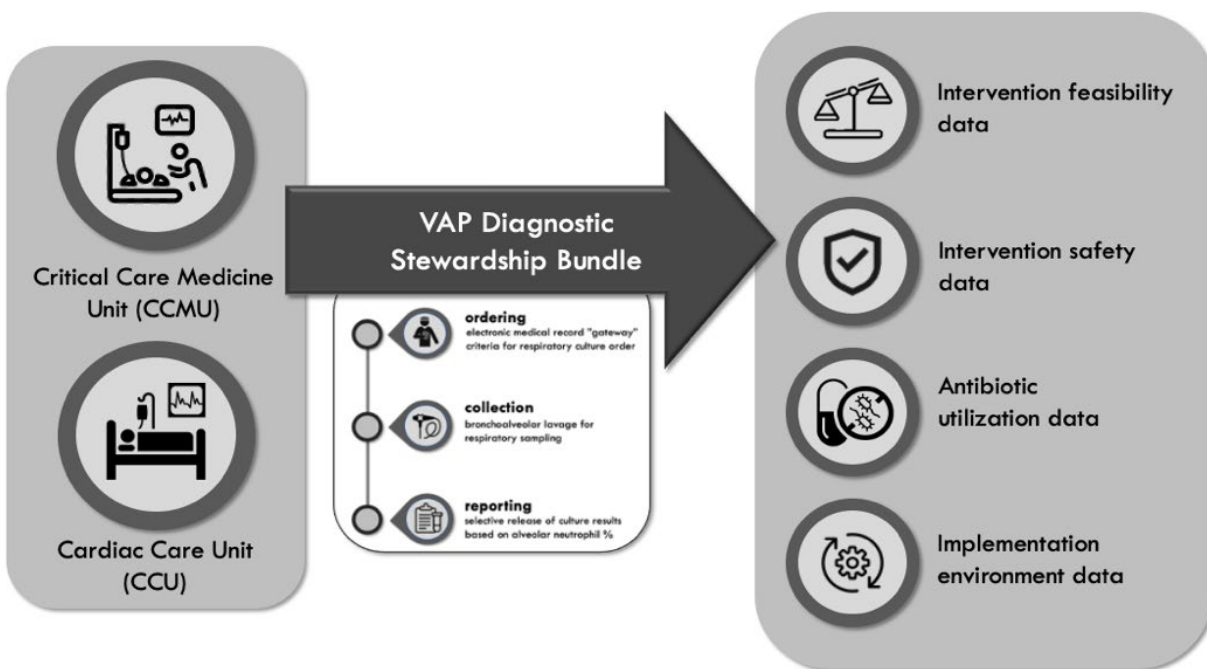 Critical Care Medicine
Unit (CCMU)
Cardiac Care Unit
(CCU)
VAP Diagnostic
Stewardship Bundle
ordering
electronic medical record "gateway"
criteria for respiratory culture order
collection
bronchoalveolar lavage for
respiratory sampling
reporting
selective release of culture results
based on alveolar neutrophil %
Intervention feasibility
data
Intervention safety
data
Antibiotic
utilization data
Implementation
environment data